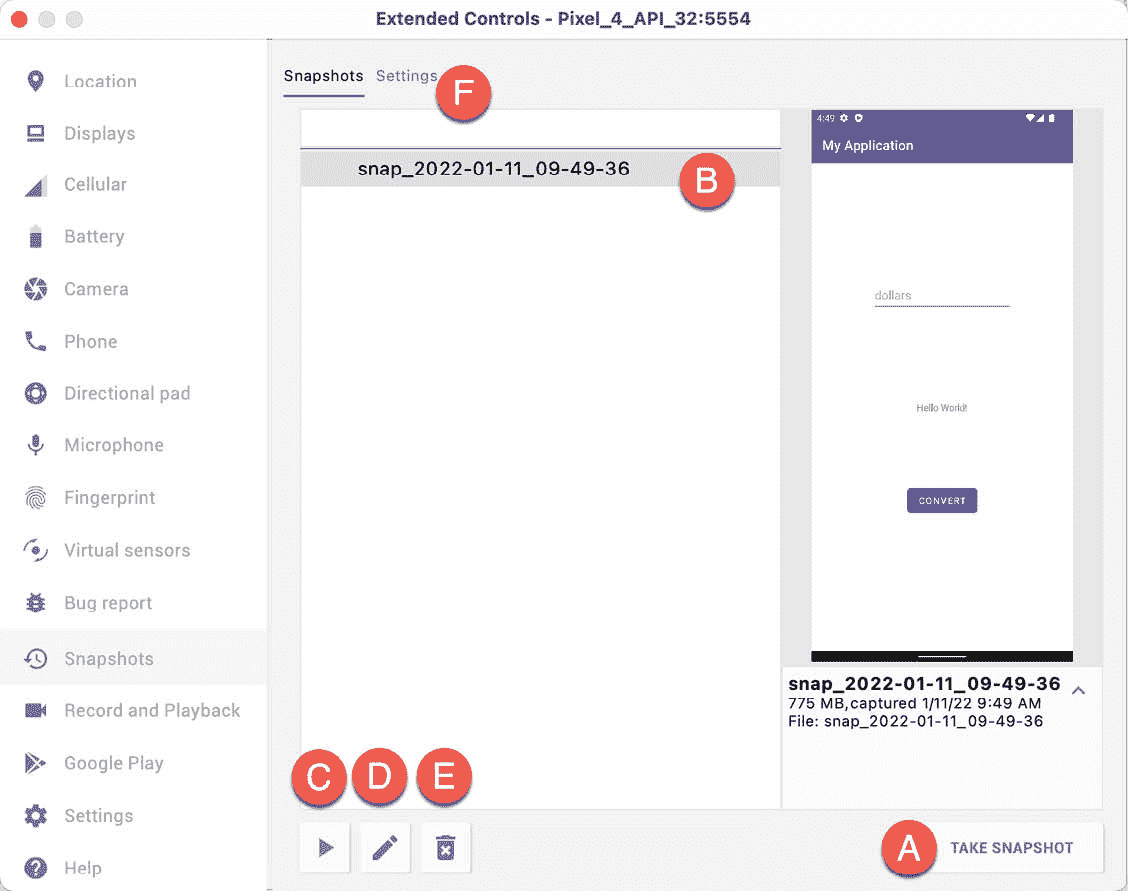 Extended Controls - Pixel_4_API_32:5554
Location
Displays
Cellular
Battery
Camera
Phone
Directional pad
Microphone
Fingerprint
Virtual sensors
Bug report
Snapshots
Record and Playback
Google Play
Settings
Help
Snapshots Settings
F
snap_2022-01-11_09-49-36
B
4:49
My Application
dollars
Hello World!
CONVERT
snap_2022-01-11_09-49-36
775 MB,captured 1/11/22 9:49 AM
File: snap_2022-01-11_09-49-36
C D E
A TAKE SNAPSHOT